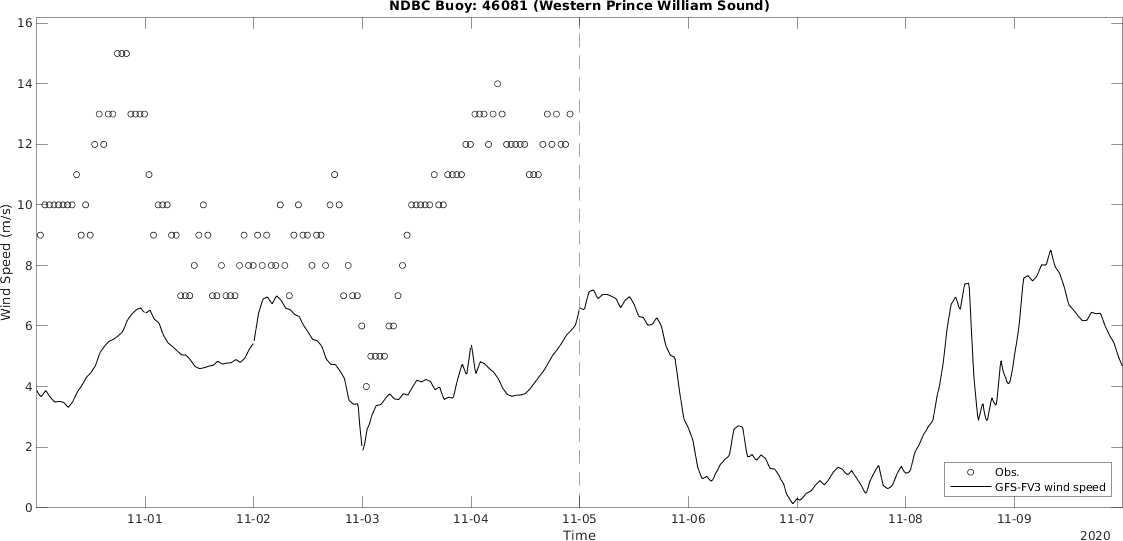 NDBC Buoy: 46081 (Western Prince William Sound)
16
14
12
10
8
6
4
2
0
Wind Speed (m/s)
Obs.
GFS-FV3 wind speed
11-01 11-02 11-03 11-04 11-05 11-06 11-07 11-08 11-09
Time
2020